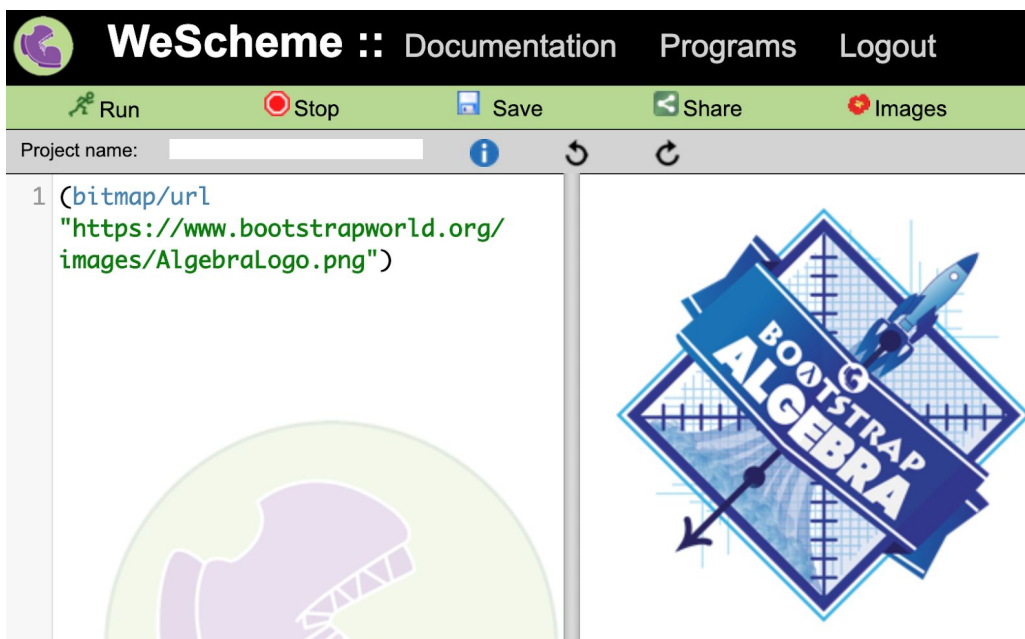 WeScheme :: Documentation Programs Logout
Run Stop Save Share Images
Project name:
1 (bitmap/url
"https://www.bootstrapworld.org/
images/AlgebraLogo.png")
BOOTSTRAP
ALGEBRA